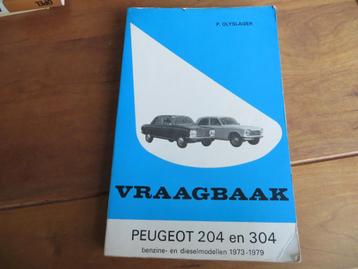 P. OLYSLAGER
VRAAGBAAK
PEUGEOT 204 en 304
benzine- en dieselmodellen 1973-1979